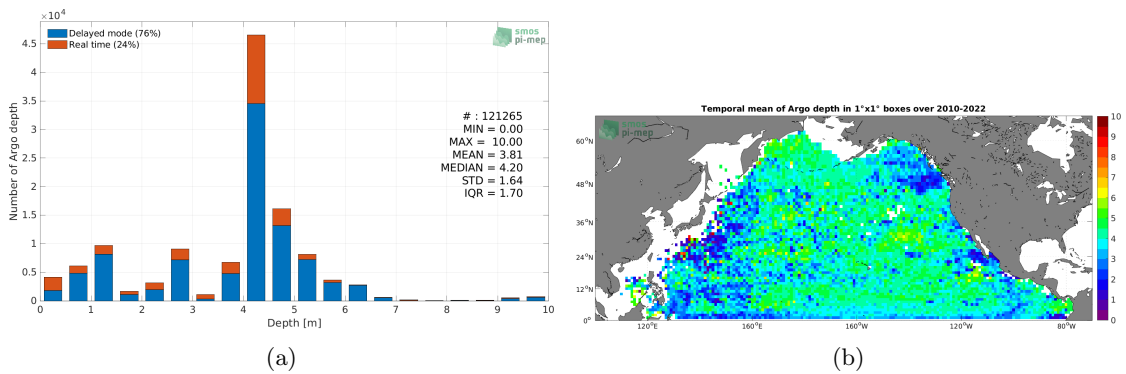 ×10⁴
Delayed mode (76%)
Real time (24%)
smos
pi-mep
4.5
4
3.5
3
2.5
2
1.5
1
0.5
0
Number of Argo depth
# : 121265
MIN = 0.00
MAX = 10.00
MEAN = 3.81
MEDIAN = 4.20
STD = 1.64
IQR = 1.70
0 1 2 3 4 5 6 7 8 9 10
Depth [m]
(a)
Temporal mean of Argo depth in 1°x1° boxes over 2010-2022
smos
pi-mep
60°N
48°N
36°N
24°N
12°N
0°
120°E 160°E 160°W 120°W 80°W
10
9
8
7
6
5
4
3
2
1
0
(b)